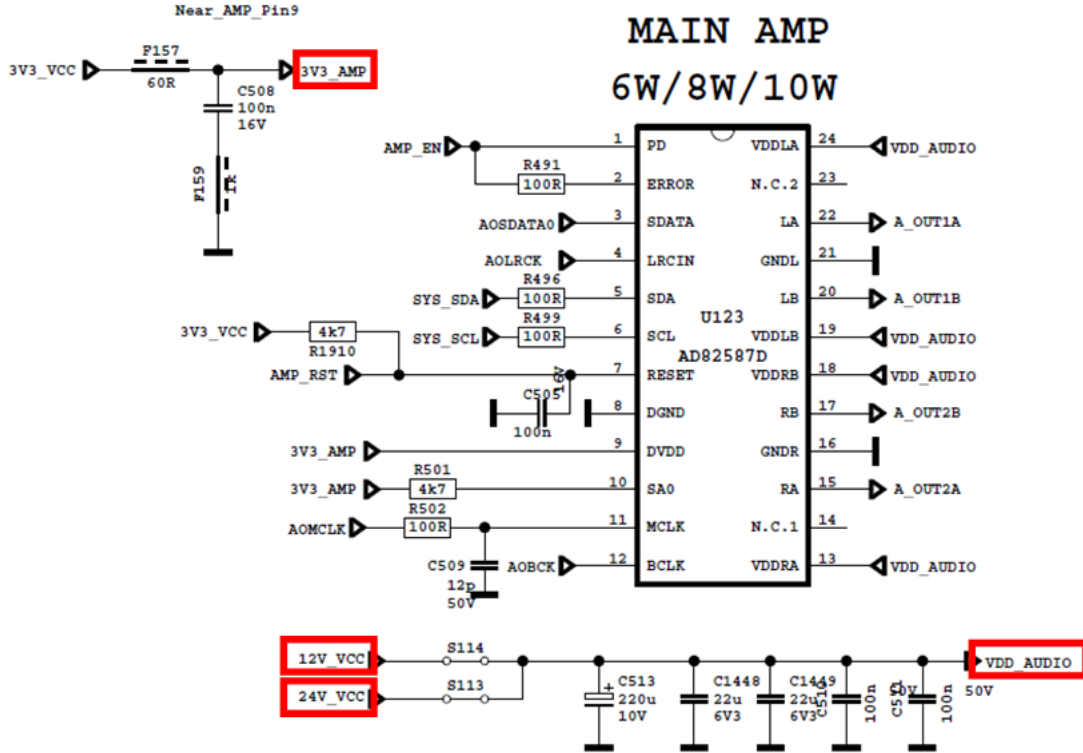 Near_AMP_Pin9
MAIN AMP
6W/8W/10W
3V3_VCC
F157
60R
3V3_AMP
C508
100n
16V
F159
1k
AMP_EN
1 PD VDDLA 24 VDD_AUDIO
R491
100R
2 ERROR N.C.2 23
AOSDATA0 3 SDATA LA 22 A_OUT1A
AOLRCK 4 LRCIN GNDL 21
R496
SYS_SDA 100R 5 SDA LB 20 A_OUT1B
R499
SYS_SCL 100R 6 SCL VDDLB 19 VDD_AUDIO
U123
AD82587D
3V3_VCC 4k7
R1910
AMP_RST 7 RESET VDDRB 18 VDD_AUDIO
16V
C505
100n
8 DGND RB 17 A_OUT2B
3V3_AMP 9 DVDD GNDR 16
R501
3V3_AMP 4k7 10 SA0 RA 15 A_OUT2A
R502
AOMCLK 100R 11 MCLK N.C.1 14
C509
12p
50V
AOBCK 12 BCLK VDDRA 13 VDD_AUDIO
12V_VCC S114
24V_VCC S113
VDD_AUDIO
C513
220u
10V
C1448
22u
6V3
C1449
22u
6V3
100n
50V
100n
50V